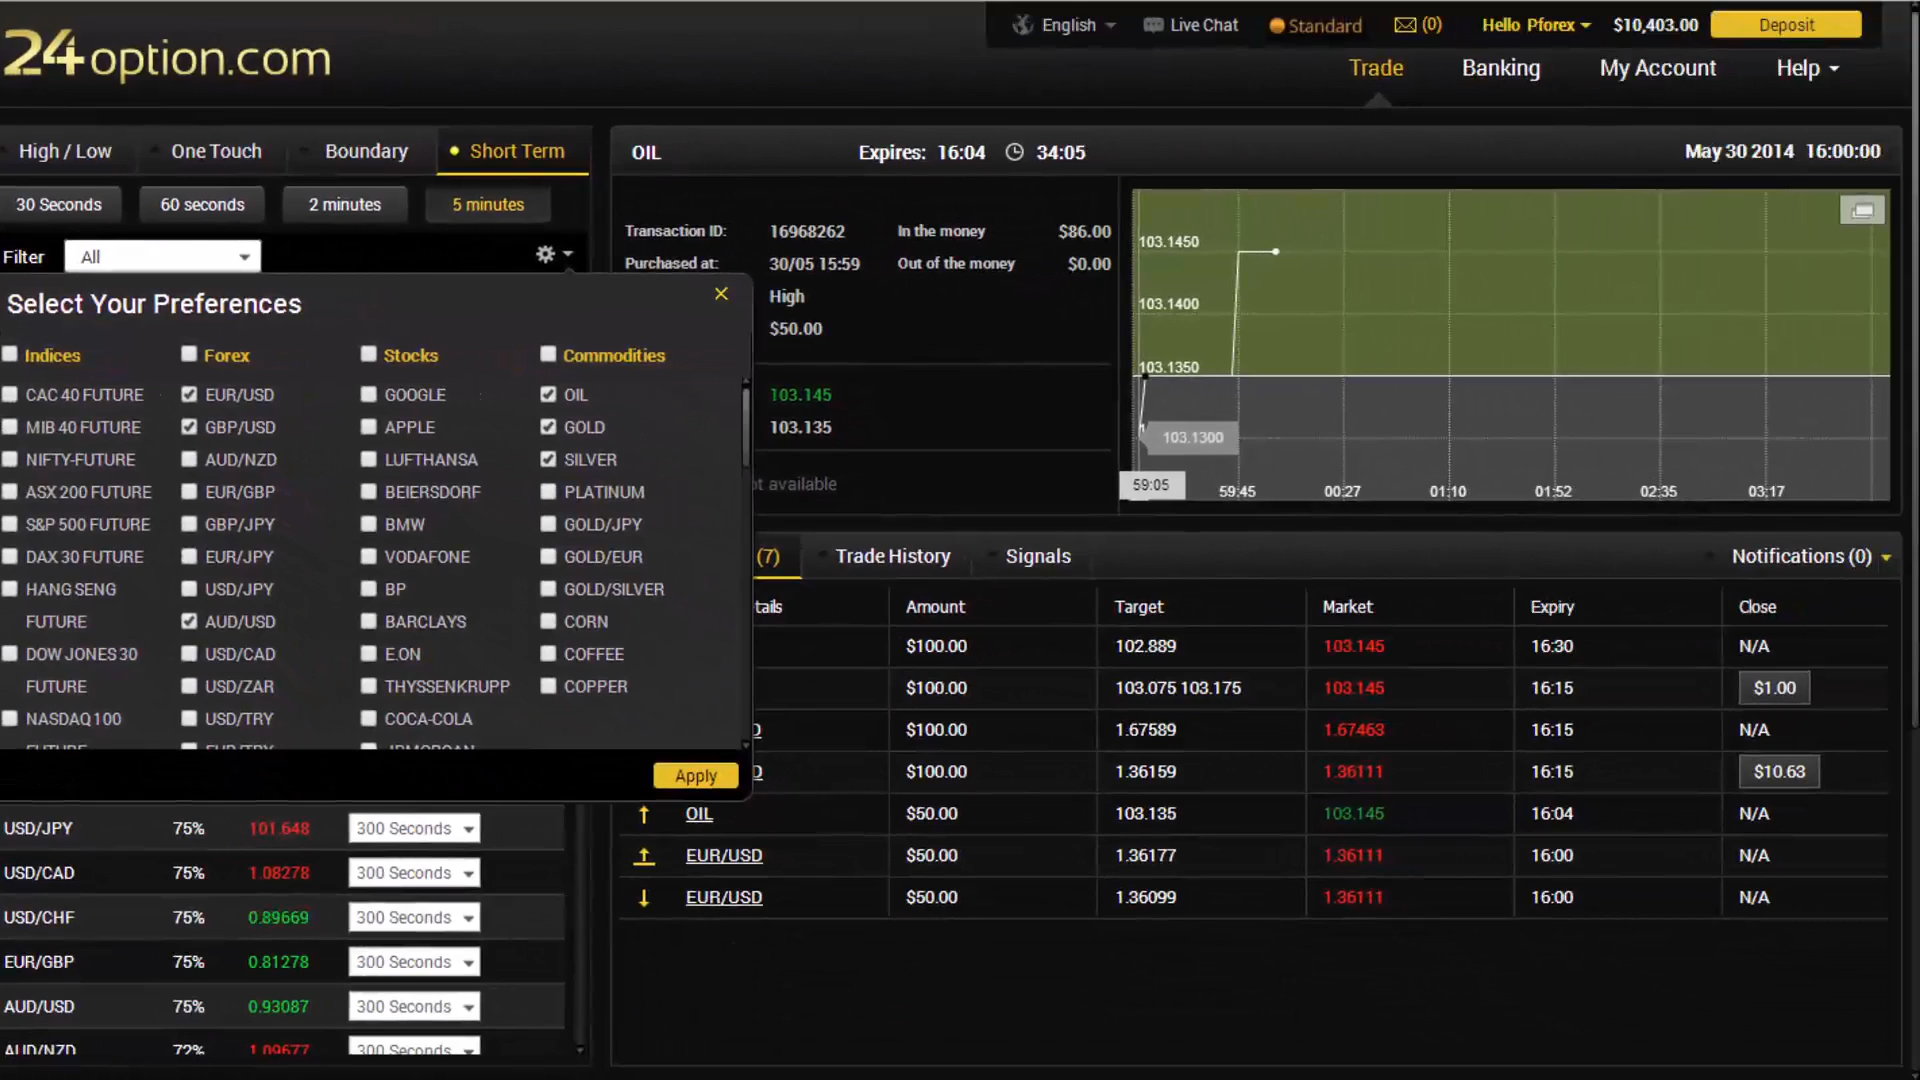 24option.com
English
Live Chat
Standard
(0)
Hello Pforex
$10,403.00
Deposit
Trade
Banking
My Account
Help
High / Low
One Touch
Boundary
Short Term
30 Seconds
60 seconds
2 minutes
5 minutes
Filter
All
Select Your Preferences
Indices Forex Stocks Commodities
CAC 40 FUTURE EUR/USD GOOGLE OIL
MIB 40 FUTURE GBP/USD APPLE GOLD
NIFTY-FUTURE AUD/NZD LUFTHANSA SILVER
ASX 200 FUTURE EUR/GBP BEIERSDORF PLATINUM
S&P 500 FUTURE GBP/JPY BMW GOLD/JPY
DAX 30 FUTURE EUR/JPY VODAFONE GOLD/EUR
HANG SENG USD/JPY BP GOLD/SILVER
FUTURE AUD/USD BARCLAYS CORN
DOW JONES 30 USD/CAD E.ON COFFEE
FUTURE USD/ZAR THYSSENKRUPP COPPER
NASDAQ 100 USD/TRY COCA-COLA
FUTURE EUR/TRY JPMORGAN
Apply
USD/JPY 75% 101.648 300 Seconds
USD/CAD 75% 1.08278 300 Seconds
USD/CHF 75% 0.89669 300 Seconds
EUR/GBP 75% 0.81278 300 Seconds
AUD/USD 75% 0.93087 300 Seconds
AUD/NZD 72% 1.09677 300 Seconds
OIL
Expires: 16:04 34:05
May 30 2014 16:00:00
Transaction ID: 16968262 In the money $86.00
Purchased at: 30/05 15:59 Out of the money $0.00
High
$50.00
103.145
103.135
available
103.1450
103.1400
103.1350
103.1300
59:05 59:45 00:27 01:10 01:52 02:35 03:17
(7)
Trade History
Signals
Notifications (0)
tails Amount Target Market Expiry Close
$100.00 102.889 103.145 16:30 N/A
$100.00 103.075 103.175 103.145 16:15 $1.00
D $100.00 1.67589 1.67463 16:15 N/A
D $100.00 1.36159 1.36111 16:15 $10.63
OIL $50.00 103.135 103.145 16:04 N/A
EUR/USD $50.00 1.36177 1.36111 16:00 N/A
EUR/USD $50.00 1.36099 1.36111 16:00 N/A